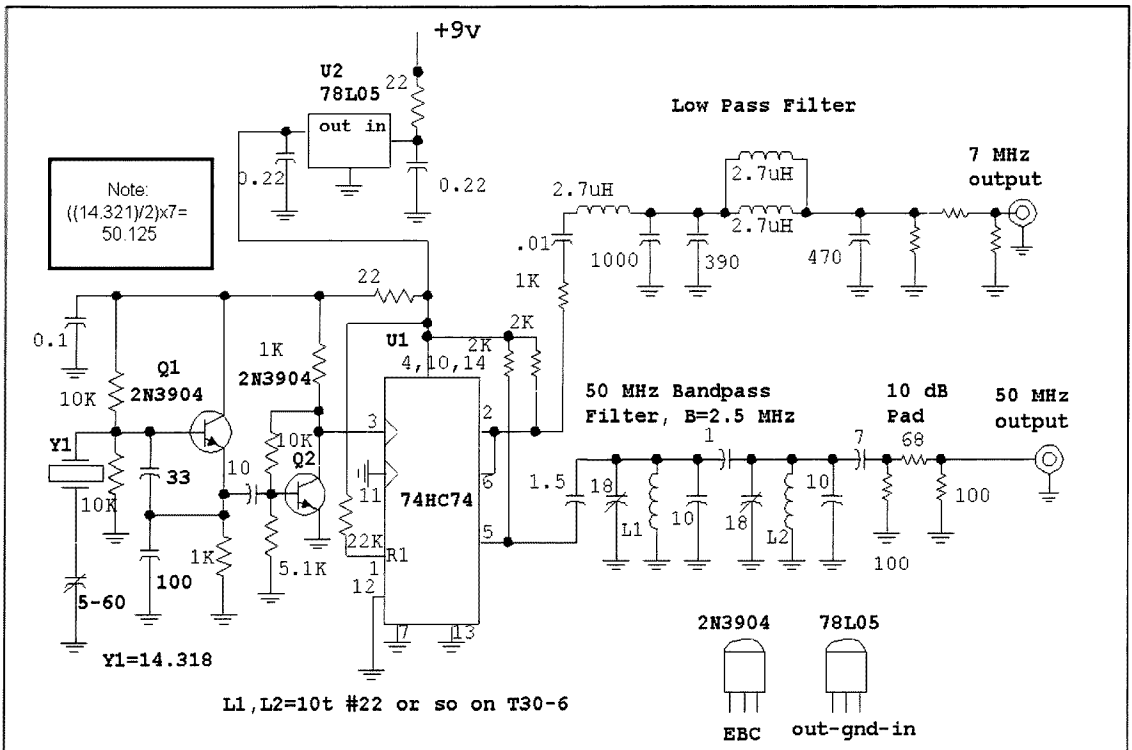 +9v
U2
78L05
22
out in
0.22
0.22
Note:
((14.321)/2)x7=
50.125
Low Pass Filter
7 MHz
output
2.7uH
2.7uH
2.7uH
.01
1000
390
470
1K
22
0.1
1K
2N3904
Q1
2N3904
10K
Y1
10K
33
10
10K
Q2
100
1K
5.1K
22K
5-60
Y1=14.318
U1
2K
2K
4,10,14
3
2
11
6
74HC74
5
R1
1
12
7
13
50 MHz Bandpass
Filter, B=2.5 MHz
10 dB
Pad
50 MHz
output
1
7
68
1.5
18
L1
10
18
L2
10
100
100
L1,L2=10t #22 or so on T30-6
2N3904
EBC
78L05
out-gnd-in